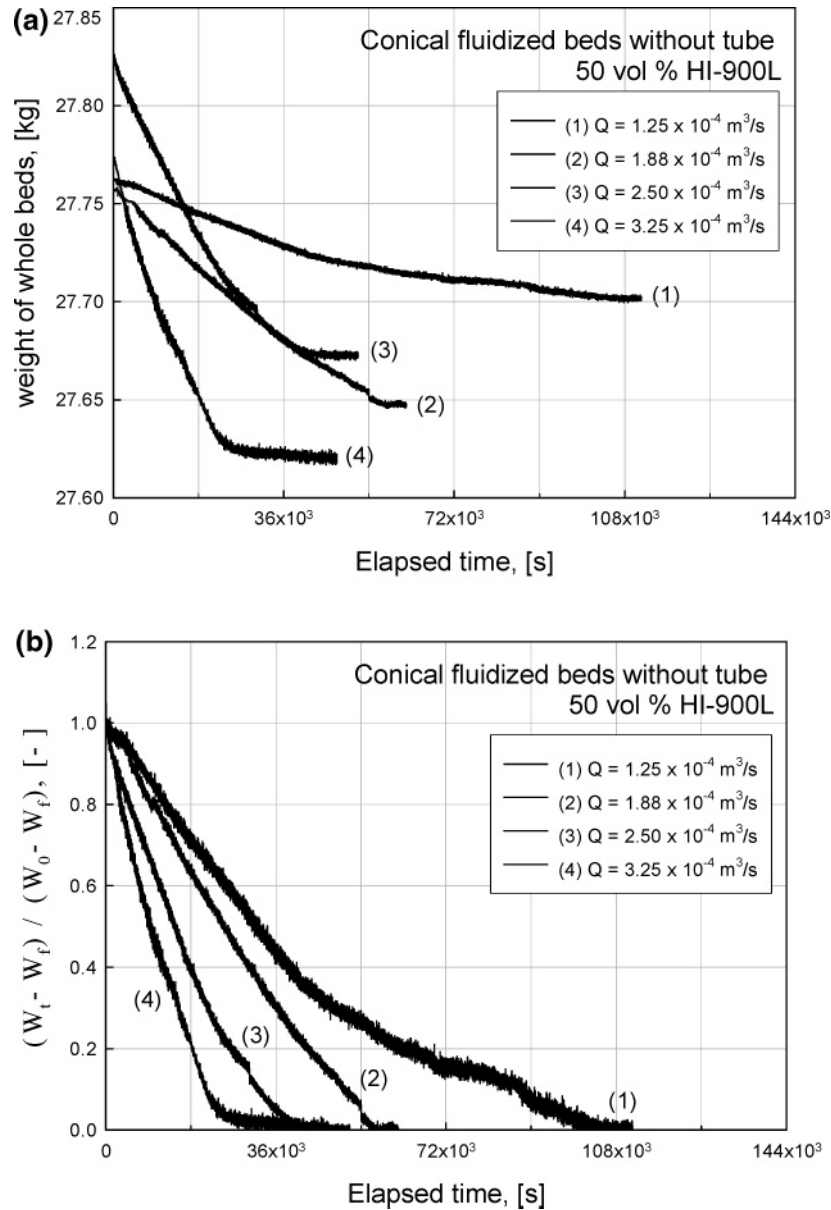 (a)
Conical fluidized beds without tube
50 vol % HI-900L
(1) Q = 1.25 x 10⁻⁴ m³/s
(2) Q = 1.88 x 10⁻⁴ m³/s
(3) Q = 2.50 x 10⁻⁴ m³/s
(4) Q = 3.25 x 10⁻⁴ m³/s
weight of whole beds, [kg]
27.85
27.80
27.75
27.70
27.65
27.60
(1)
(3)
(2)
(4)
0
36x10³
72x10³
108x10³
144x10³
Elapsed time, [s]
(b)
Conical fluidized beds without tube
50 vol % HI-900L
(1) Q = 1.25 x 10⁻⁴ m³/s
(2) Q = 1.88 x 10⁻⁴ m³/s
(3) Q = 2.50 x 10⁻⁴ m³/s
(4) Q = 3.25 x 10⁻⁴ m³/s
(Wₜ - W_f) / (W₀ - W_f), [ - ]
1.2
1.0
0.8
0.6
0.4
0.2
0.0
(4)
(3)
(2)
(1)
0
36x10³
72x10³
108x10³
144x10³
Elapsed time, [s]